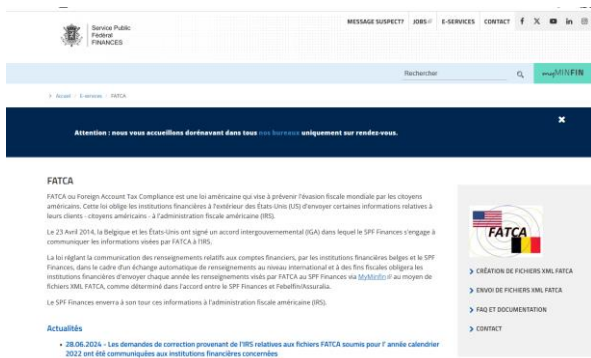 Service Public
Fédéral
FINANCES
MESSAGE SUSPECT? JOBS E-SERVICES CONTACT
Rechercher
myMINFIN
Accueil / E-services / FATCA
Attention : nous vous accueillons dorénavant dans tous nos bureaux uniquement sur rendez-vous.
FATCA
FATCA ou Foreign Account Tax Compliance est une loi américaine qui vise à prévenir l'évasion fiscale mondiale par les citoyens
américains. Cette loi oblige les institutions financières à l'extérieur des États-Unis (US) d'envoyer certaines informations relatives à
leurs clients - citoyens américains - à l'administration fiscale américaine (IRS).
Le 23 Avril 2014, la Belgique et les États-Unis ont signé un accord intergouvernemental (IGA) dans lequel le SPF Finances s'engage à
communiquer les informations visées par FATCA à l'IRS.
La loi réglant la communication des renseignements relatifs aux comptes financiers, par les institutions financières belges et le SPF
Finances, dans le cadre d'un échange automatique de renseignements au niveau international et à des fins fiscales obligera les
institutions financières d'envoyer chaque année les renseignements visés par FATCA au SPF Finances via MyMinfin au moyen de
fichiers XML FATCA, comme déterminé dans l'accord entre le SPF Finances et Febelfin/Assuralia.
Le SPF Finances enverra à son tour ces informations à l'administration fiscale américaine (IRS).
Actualités
28.06.2024 - Les demandes de correction provenant de l'IRS relatives aux fichiers FATCA soumis pour l' année calendrier
2022 ont été communiquées aux institutions financières concernées
FATCA
CRÉATION DE FICHIERS XML FATCA
ENVOI DE FICHIERS XML FATCA
FAQ ET DOCUMENTATION
CONTACT